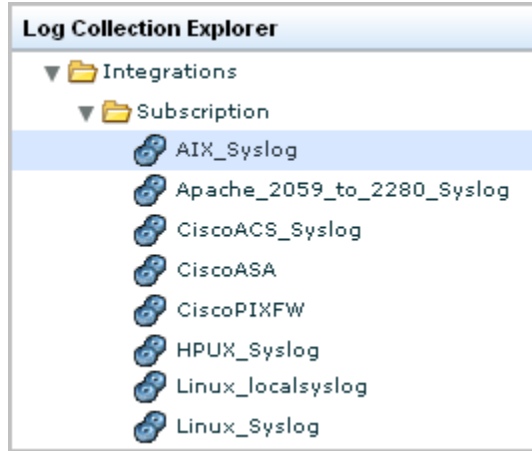 Log Collection Explorer
Integrations
Subscription
AIX_Syslog
Apache_2059_to_2280_Syslog
CiscoACS_Syslog
CiscoASA
CiscoPIXFW
HPUX_Syslog
Linux_localsyslog
Linux_Syslog